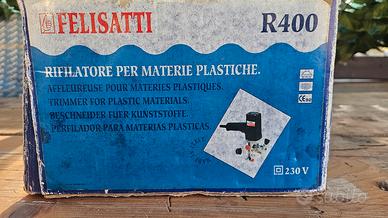 FELISATTI R400
RIFILATORE PER MATERIE PLASTICHE.
AFFLEUREUSE POUR MATERIES PLASTIQUES.
TRIMMER FOR PLASTIC MATERIALS.
BESCHNEIDER FUER KUNSTSTOFFE.
PERFILADOR PARA MATERIAS PLASTICAS
230 V